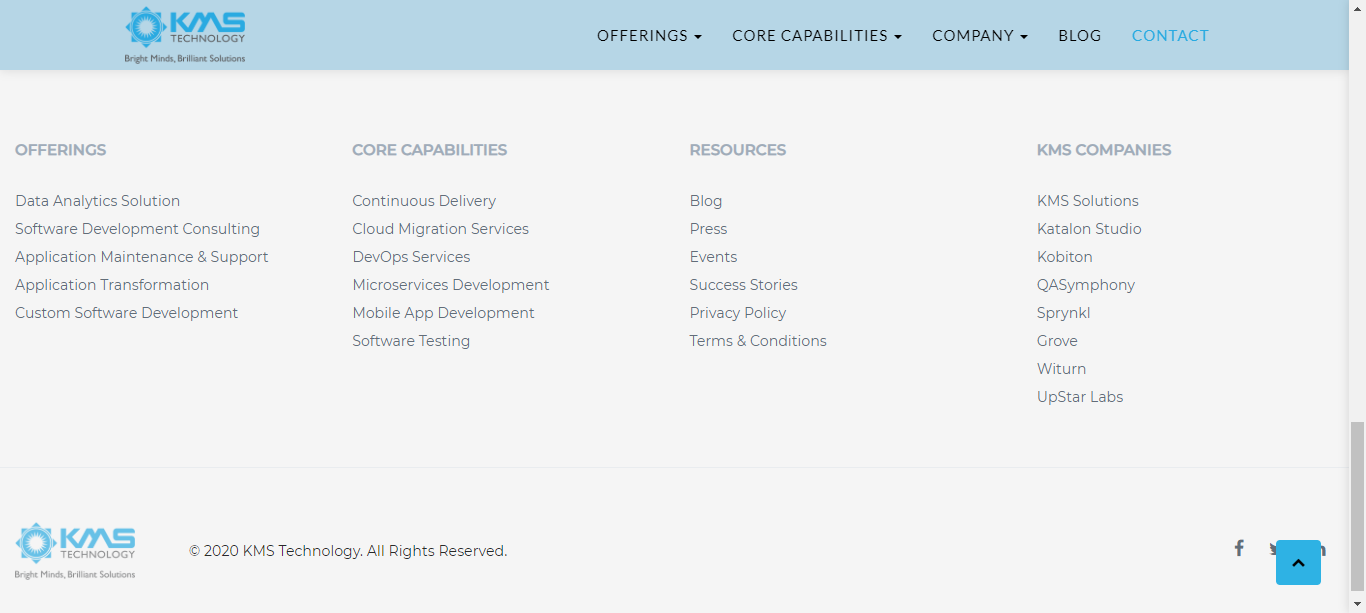 KMS
TECHNOLOGY
Bright Minds, Brilliant Solutions
OFFERINGS
CORE CAPABILITIES
COMPANY
BLOG
CONTACT
OFFERINGS
Data Analytics Solution
Software Development Consulting
Application Maintenance & Support
Application Transformation
Custom Software Development
CORE CAPABILITIES
Continuous Delivery
Cloud Migration Services
DevOps Services
Microservices Development
Mobile App Development
Software Testing
RESOURCES
Blog
Press
Events
Success Stories
Privacy Policy
Terms & Conditions
KMS COMPANIES
KMS Solutions
Katalon Studio
Kobiton
QASymphony
Sprynkl
Grove
Witurn
UpStar Labs
KMS
TECHNOLOGY
Bright Minds, Brilliant Solutions
© 2020 KMS Technology. All Rights Reserved.